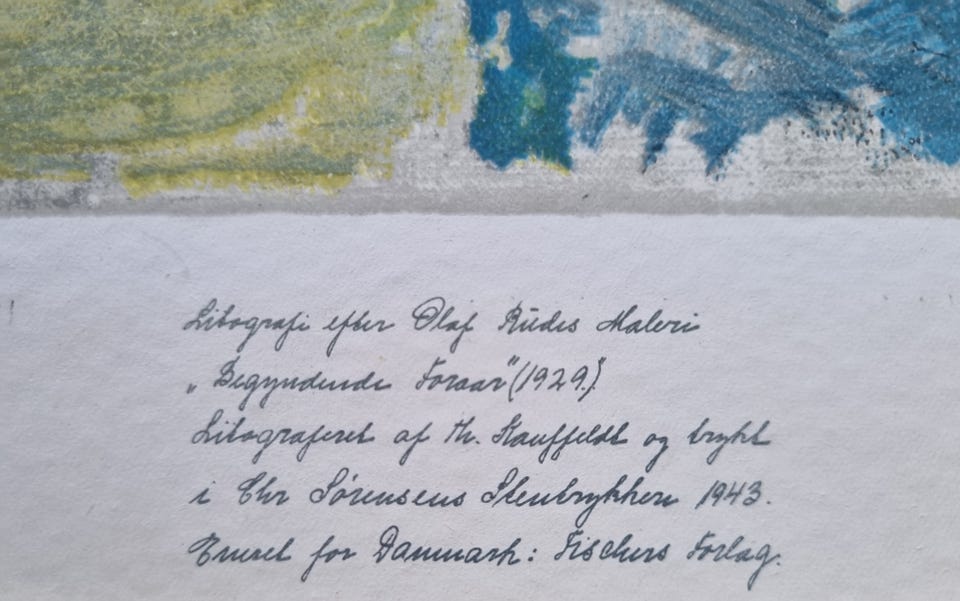 Litografi efter Olaf Rudes Maleri
„Begyndende Foraar” (1929.)
Litograferet af Th. Kauffeldt og trykt
i Chr Sørensens Stentrykkeri 1943.
Eneret for Danmark: Fischers Forlag.